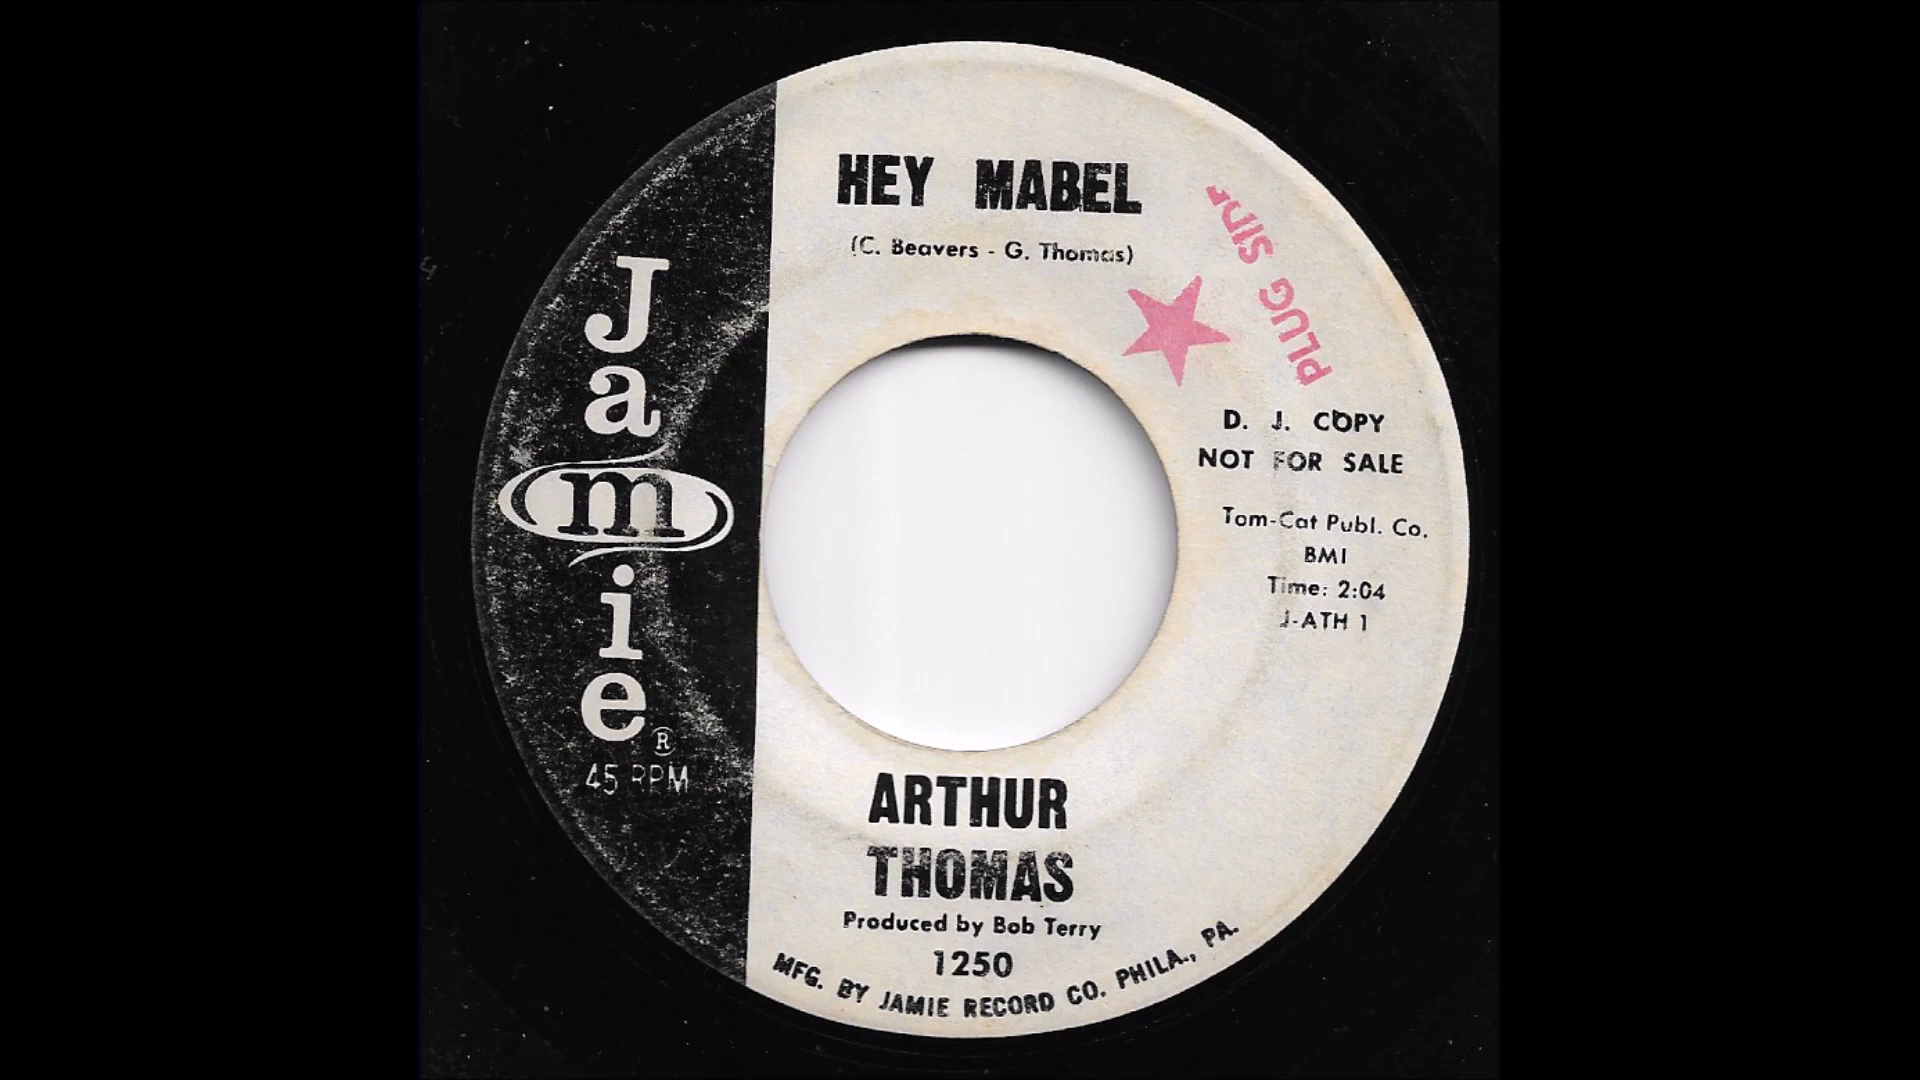 HEY MABEL
(C. Beavers - G. Thomas)
PLUG SIDE
Jamie®
45 RPM
D. J. COPY
NOT FOR SALE
Tom-Cat Publ. Co.
BMI
Time: 2:04
J-ATH 1
ARTHUR
THOMAS
Produced by Bob Terry
1250
MFG. BY JAMIE RECORD CO. PHILA., PA.